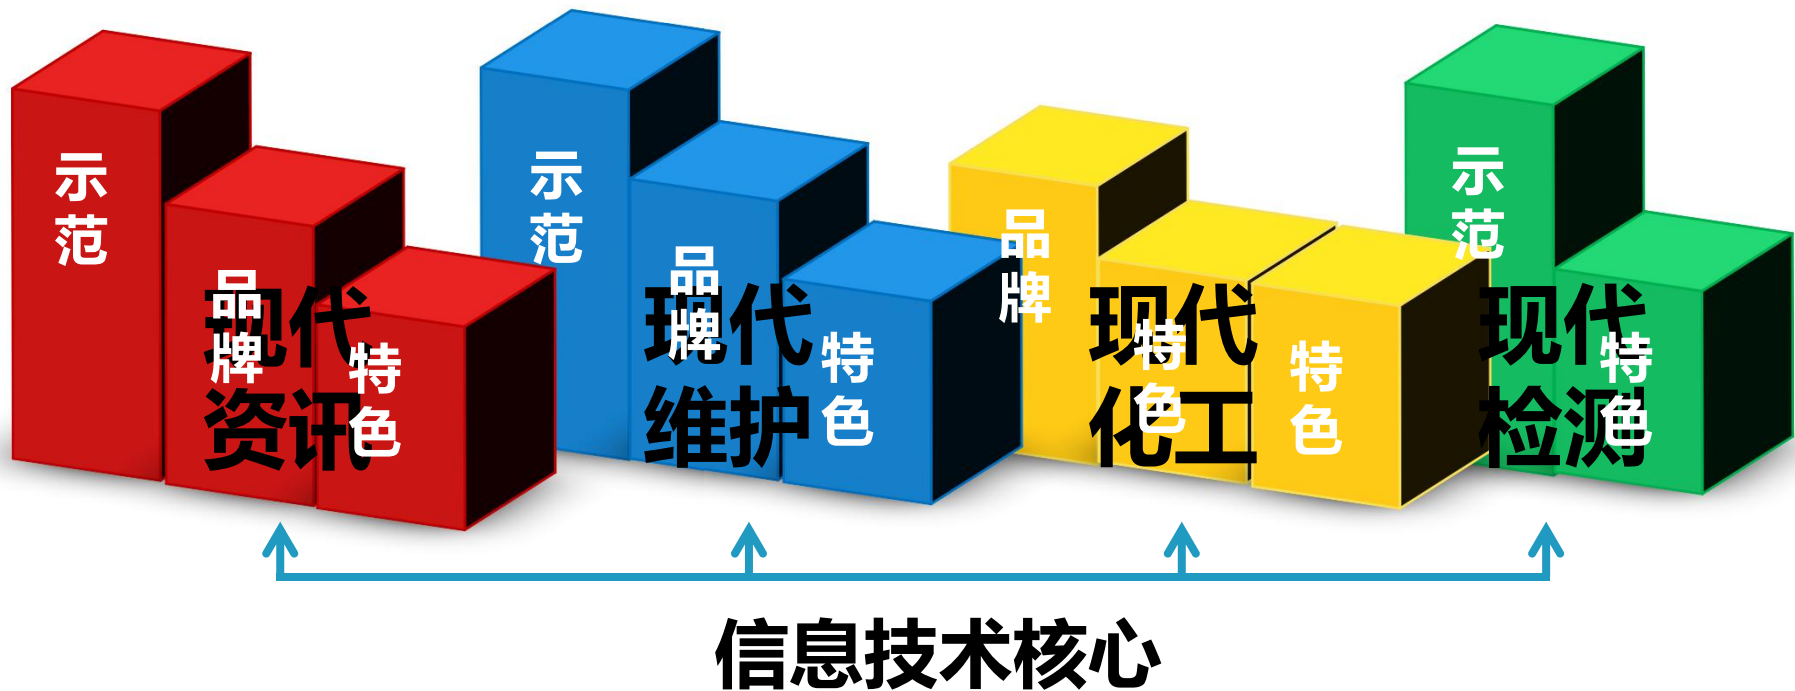 示范
品牌
特色
现代
资讯
示范
品牌
特色
现代
维护
品牌
特色
特色
现代
化工
示范
特色
现代
检测
信息技术核心